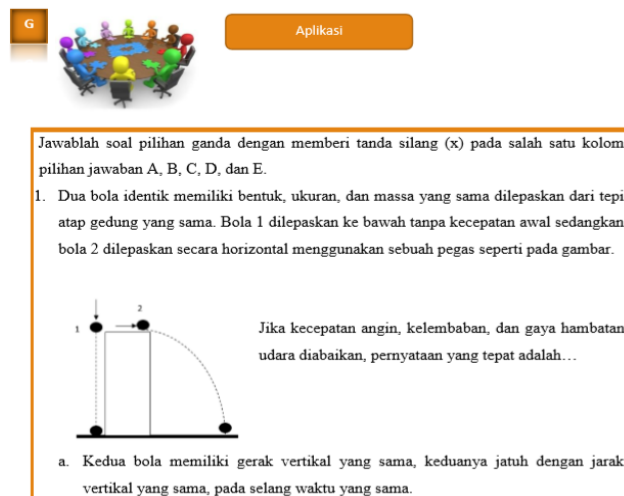 G
Aplikasi
Jawablah soal pilihan ganda dengan memberi tanda silang (x) pada salah satu kolom
pilihan jawaban A, B, C, D, dan E.
1. Dua bola identik memiliki bentuk, ukuran, dan massa yang sama dilepaskan dari tepi
atap gedung yang sama. Bola 1 dilepaskan ke bawah tanpa kecepatan awal sedangkan
bola 2 dilepaskan secara horizontal menggunakan sebuah pegas seperti pada gambar.
2
1
Jika kecepatan angin, kelembaban, dan gaya hambatan
udara diabaikan, pernyataan yang tepat adalah…
a. Kedua bola memiliki gerak vertikal yang sama, keduanya jatuh dengan jarak
vertikal yang sama, pada selang waktu yang sama.